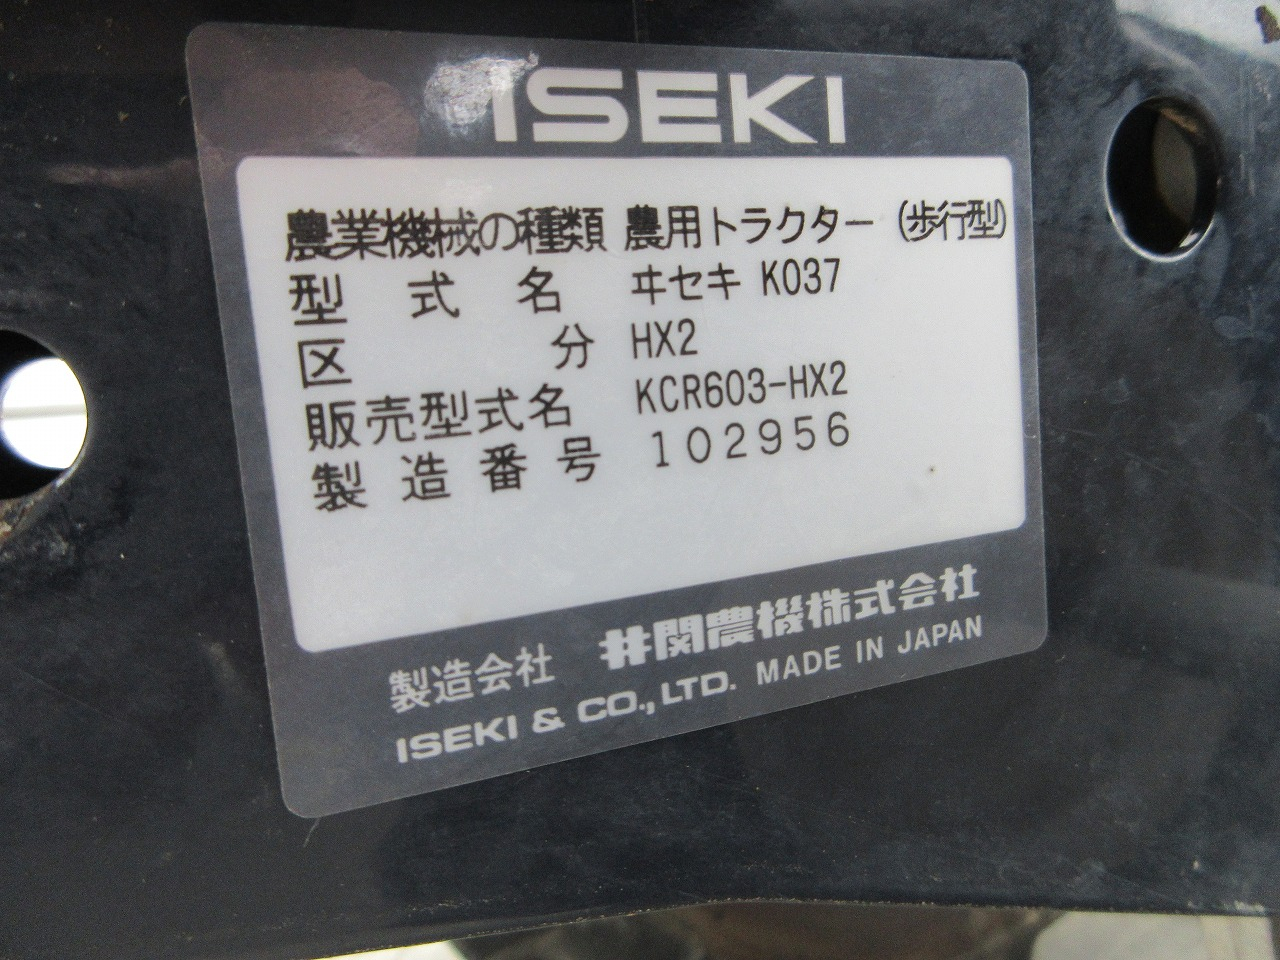 ISEKI
農業機械の種類 農用トラクター (歩行型)
型式名 ヰセキ K037
区分 HX2
販売型式名 KCR603-HX2
製造番号 102956
製造会社 井関農機株式会社
ISEKI & CO., LTD. MADE IN JAPAN